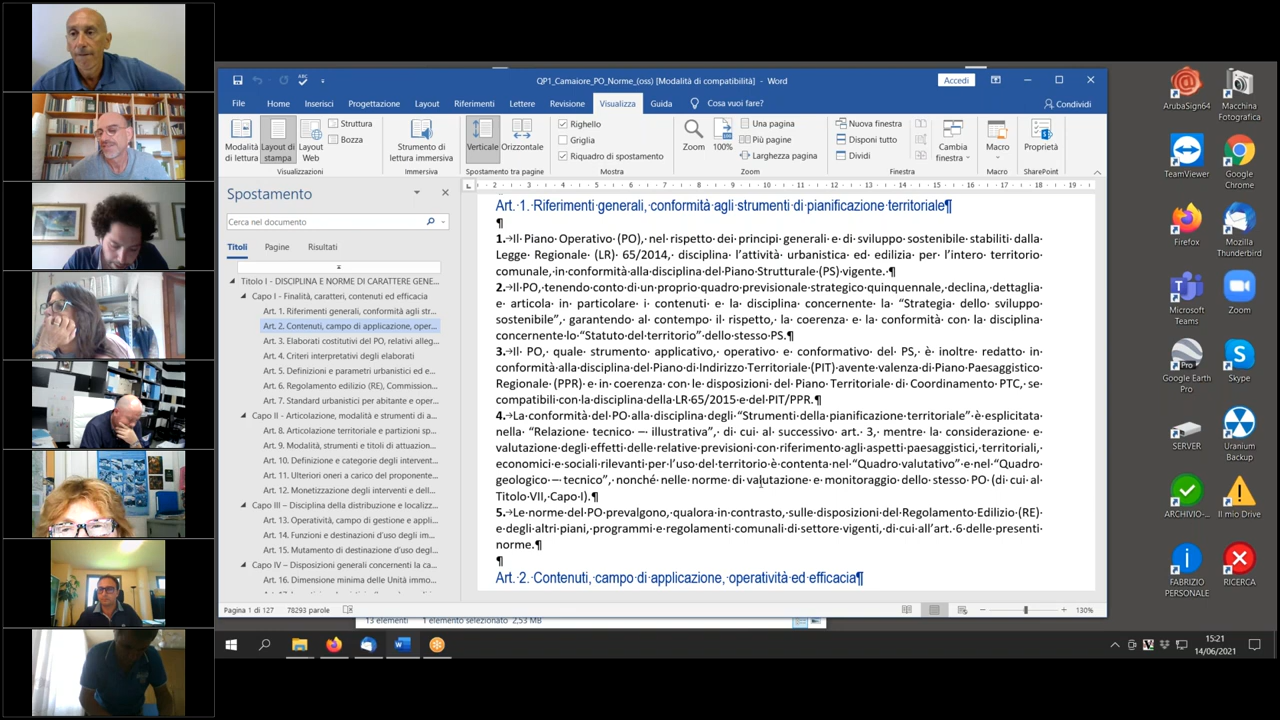 QP1_Camaiore_PO_Norme_(oss) [Modalità di compatibilità] - Word
Accedi
File Home Inserisci Progettazione Layout Riferimenti Lettere Revisione Visualizza Guida Cosa vuoi fare? Condividi
Modalità di lettura
Layout di stampa
Layout Web
Struttura
Bozza
Visualizzazioni
Strumenti di lettura immersiva
Immersiva
Verticale
Orizzontale
Spostamento tra pagine
Righello
Griglia
Riquadro di spostamento
Mostra
Zoom
100%
Una pagina
Più pagine
Larghezza pagina
Zoom
Nuova finestra
Disponi tutto
Dividi
Cambia finestra
Finestra
Macro
Macro
Proprietà
SharePoint
Spostamento
Cerca nel documento
Titoli Pagine Risultati
Titolo I - DISCIPLINA E NORME DI CARATTERE GENE...
Capo I - Finalità, caratteri, contenuti ed efficacia
Art. 1. Riferimenti generali, conformità agli str...
Art. 2. Contenuti, campo di applicazione, oper...
Art. 3. Elaborati costitutivi del PO, relativi alleg...
Art. 4. Criteri interpretativi degli elaborati
Art. 5. Definizioni e parametri urbanistici ed e...
Art. 6. Regolamento edilizio (RE), Commission...
Art. 7. Standard urbanistici per abitante e oper...
Capo II - Articolazione, modalità e strumenti di a...
Art. 8. Articolazione territoriale e partizioni sp...
Art. 9. Modalità, strumenti e titoli di attuazion...
Art. 10. Definizione e categorie degli intervent...
Art. 11. Ulteriori oneri a carico del proponente...
Art. 12. Monetizzazione degli interventi e dell...
Capo III – Disciplina della distribuzione e localizz...
Art. 13. Operatività, campo di gestione e appli...
Art. 14. Funzioni e destinazioni d'uso degli im...
Art. 15. Mutamento di destinazione d'uso degl...
Capo IV – Disposizioni generali concernenti la ca...
Art. 16. Dimensione minima delle Unità immo...
2 3 4 5 6 7 8 9 10 11 12 13 14 15 16 17 18 19
Art. 1. Riferimenti generali, conformità agli strumenti di pianificazione territoriale¶
¶
1.→Il Piano Operativo (PO), nel rispetto dei principi generali e di sviluppo sostenibile stabiliti dalla
Legge Regionale (LR) 65/2014, disciplina l'attività urbanistica ed edilizia per l'intero territorio
comunale, in conformità alla disciplina del Piano Strutturale (PS) vigente. ¶
2.→Il PO, tenendo conto di un proprio quadro previsionale strategico quinquennale, declina, dettaglia
e articola in particolare i contenuti e la disciplina concernente la “Strategia dello sviluppo
sostenibile”, garantendo al contempo il rispetto, la coerenza e la conformità con la disciplina
concernente lo “Statuto del territorio” dello stesso PS.¶
3.→Il PO, quale strumento applicativo, operativo e conformativo del PS, è inoltre redatto in
conformità alla disciplina del Piano di Indirizzo Territoriale (PIT) avente valenza di Piano Paesaggistico
Regionale (PPR) e in coerenza con le disposizioni del Piano Territoriale di Coordinamento PTC, se
compatibili con la disciplina della LR 65/2015 e del PIT/PPR.¶
4.→La conformità del PO alla disciplina degli “Strumenti della pianificazione territoriale” è esplicitata
nella “Relazione tecnico – illustrativa”, di cui al successivo art. 3, mentre la considerazione e
valutazione degli effetti delle relative previsioni con riferimento agli aspetti paesaggistici, territoriali,
economici e sociali rilevanti per l'uso del territorio è contenta nel “Quadro valutativo” e nel “Quadro
geologico – tecnico”, nonché nelle norme di valutazione e monitoraggio dello stesso PO (di cui al
Titolo VII, Capo I).¶
5.→Le norme del PO prevalgono, qualora in contrasto, sulle disposizioni del Regolamento Edilizio (RE)
e degli altri piani, programmi e regolamenti comunali di settore vigenti, di cui all'art. 6 delle presenti
norme.¶
¶
Art. 2. Contenuti, campo di applicazione, operatività ed efficacia¶
Pagina 1 di 127 78293 parole 130%
13 elementi 1 elemento selezionato 2,53 MB
15:21
14/06/2021
ArubaSign64
Macchina Fotografica
TeamViewer
Google Chrome
Firefox
Mozilla Thunderbird
Microsoft Teams
Zoom
Google Earth Pro
Skype
SERVER
Uranium Backup
ARCHIVIO-...
Il mio Drive
FABRIZIO PERSONALE
RICERCA